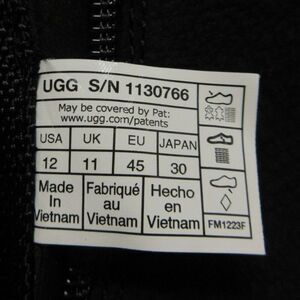 UGG S/N 1130766
May be covered by Pat:
www.ugg.com/patents
USA UK EU JAPAN
12 11 45 30
Made in Vietnam
Fabriqué au Vietnam
Hecho en Vietnam
FM1223F